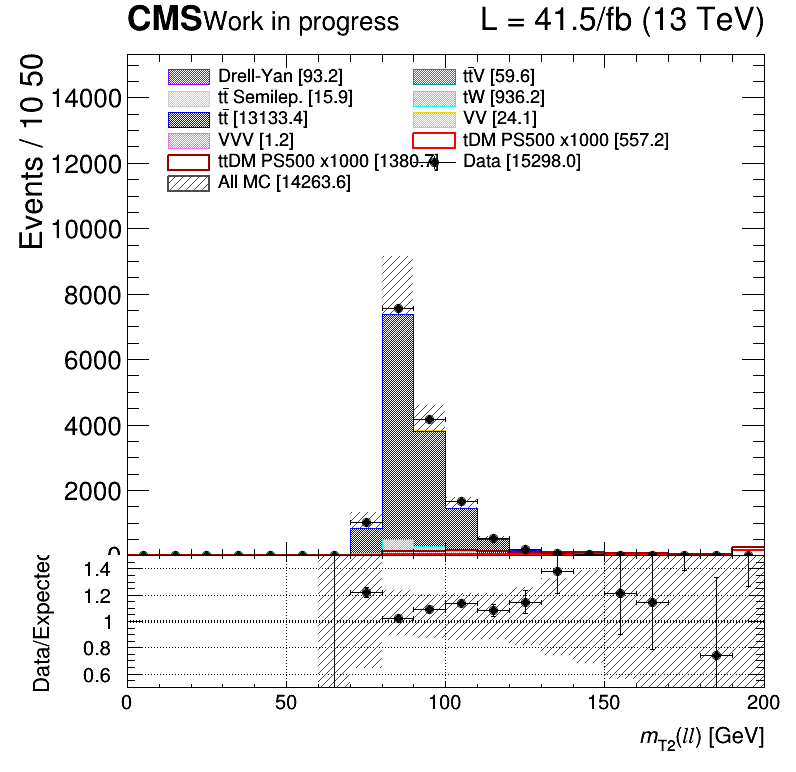 CMS Work in progress L = 41.5/fb (13 TeV)
Events / 10 50
14000
12000
10000
8000
6000
4000
2000
0
Drell-Yan [93.2]
tt̄V [59.6]
tt̄ Semilep. [15.9]
tW [936.2]
tt̄ [13133.4]
VV [24.1]
VVV [1.2]
tDM PS500 x1000 [557.2]
ttDM PS500 x1000 [1380.7]
Data [15298.0]
All MC [14263.6]
Data/Expected
1.4
1.2
1
0.8
0.6
0 50 100 150 200
mT2(ll) [GeV]